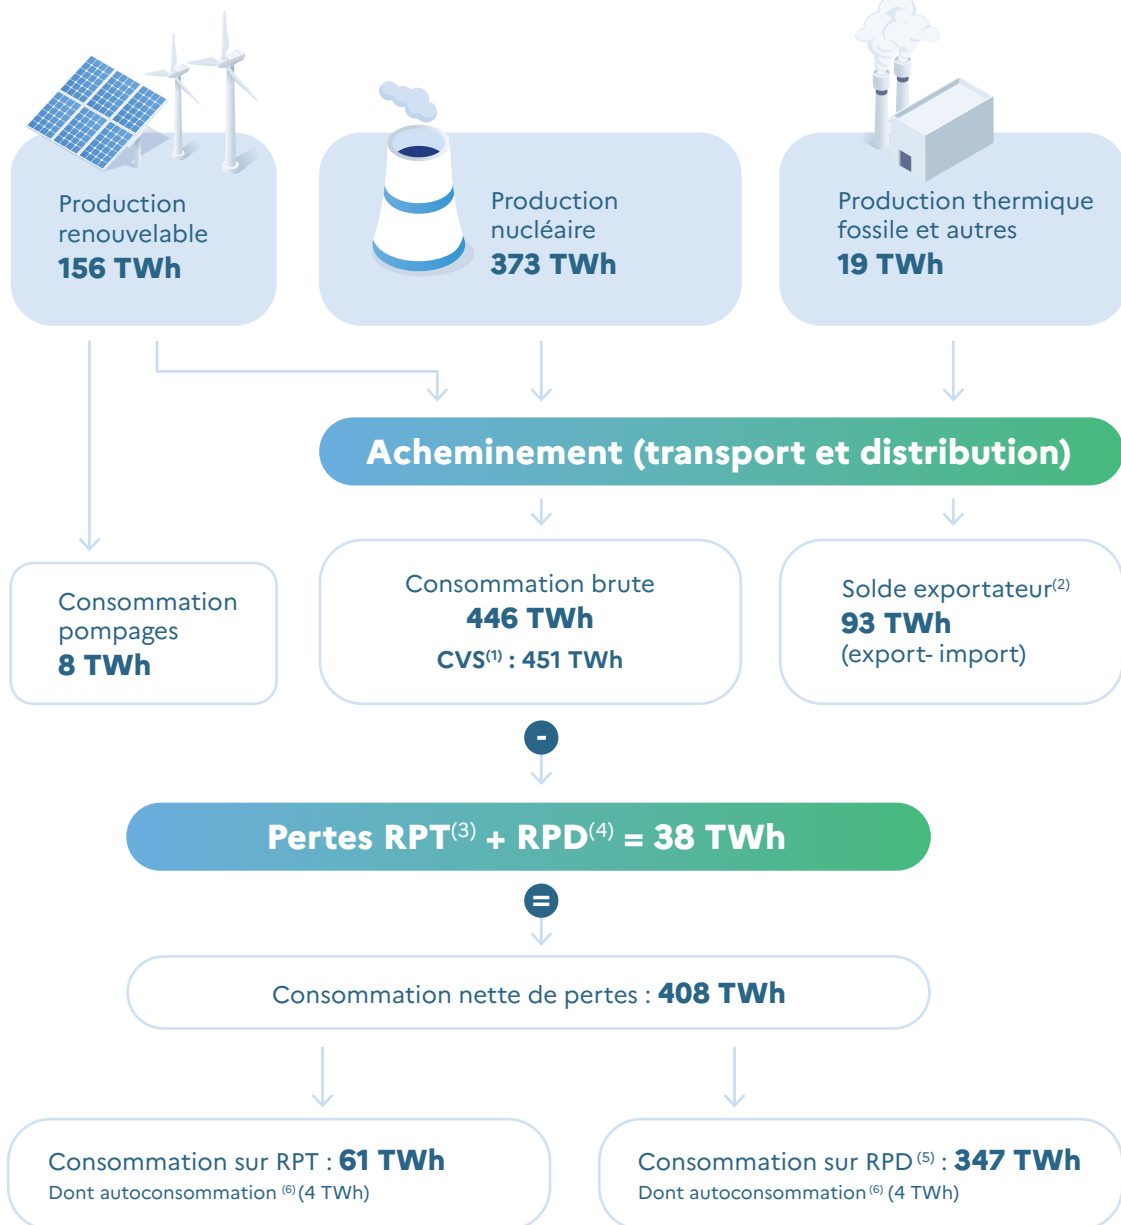 Production
renouvelable
156 TWh
Production
nucléaire
373 TWh
Production thermique
fossile et autres
19 TWh
Acheminement (transport et distribution)
Consommation
pompages
8 TWh
Consommation brute
446 TWh
CVS(1) : 451 TWh
Solde exportateur(2)
93 TWh
(export- import)
-
Pertes RPT(3) + RPD(4) = 38 TWh
=
Consommation nette de pertes : 408 TWh
Consommation sur RPT : 61 TWh
Dont autoconsommation (6) (4 TWh)
Consommation sur RPD (5) : 347 TWh
Dont autoconsommation (6) (4 TWh)